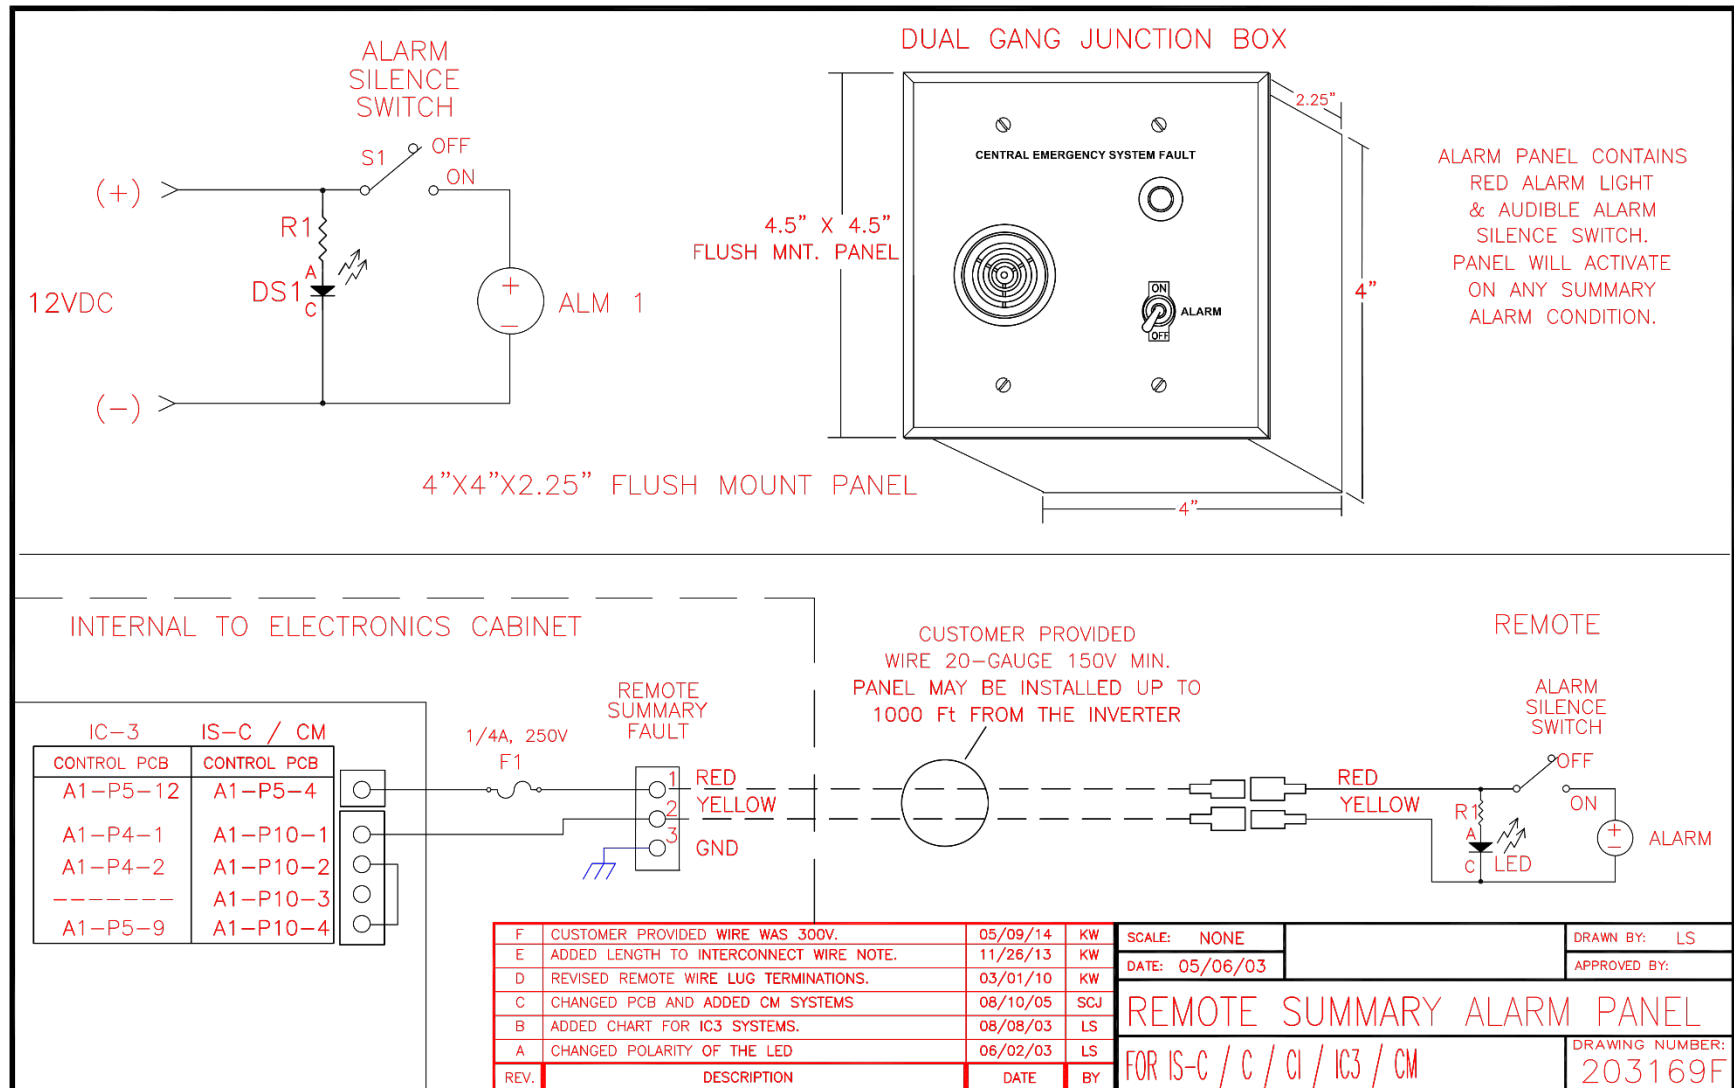 ALARM
SILENCE
SWITCH
S1
OFF
ON
(+)
R1
A
DS1
C
12VDC
+
−
ALM 1
(−)
DUAL GANG JUNCTION BOX
2.25"
CENTRAL EMERGENCY SYSTEM FAULT
4.5" X 4.5"
FLUSH MNT. PANEL
ON
ALARM
OFF
4"
4"
4"X4"X2.25" FLUSH MOUNT PANEL
ALARM PANEL CONTAINS
RED ALARM LIGHT
& AUDIBLE ALARM
SILENCE SWITCH.
PANEL WILL ACTIVATE
ON ANY SUMMARY
ALARM CONDITION.
INTERNAL TO ELECTRONICS CABINET
IC-3 IS-C / CM
CONTROL PCB CONTROL PCB
A1-P5-12 A1-P5-4
A1-P4-1 A1-P10-1
A1-P4-2 A1-P10-2
------- A1-P10-3
A1-P5-9 A1-P10-4
1/4A, 250V
F1
REMOTE
SUMMARY
FAULT
1 RED
2 YELLOW
3 GND
CUSTOMER PROVIDED
WIRE 20-GAUGE 150V MIN.
PANEL MAY BE INSTALLED UP TO
1000 Ft FROM THE INVERTER
REMOTE
ALARM
SILENCE
SWITCH
OFF
ON
RED
YELLOW
R1
A
C
LED
+
−
ALARM
F CUSTOMER PROVIDED WIRE WAS 300V. 05/09/14 KW
E ADDED LENGTH TO INTERCONNECT WIRE NOTE. 11/26/13 KW
D REVISED REMOTE WIRE LUG TERMINATIONS. 03/01/10 KW
C CHANGED PCB AND ADDED CM SYSTEMS 08/10/05 SCJ
B ADDED CHART FOR IC3 SYSTEMS. 08/08/03 LS
A CHANGED POLARITY OF THE LED 06/02/03 LS
REV. DESCRIPTION DATE BY
SCALE: NONE
DATE: 05/06/03
DRAWN BY: LS
APPROVED BY:
REMOTE SUMMARY ALARM PANEL
FOR IS-C / C / CI / IC3 / CM
DRAWING NUMBER:
203169F